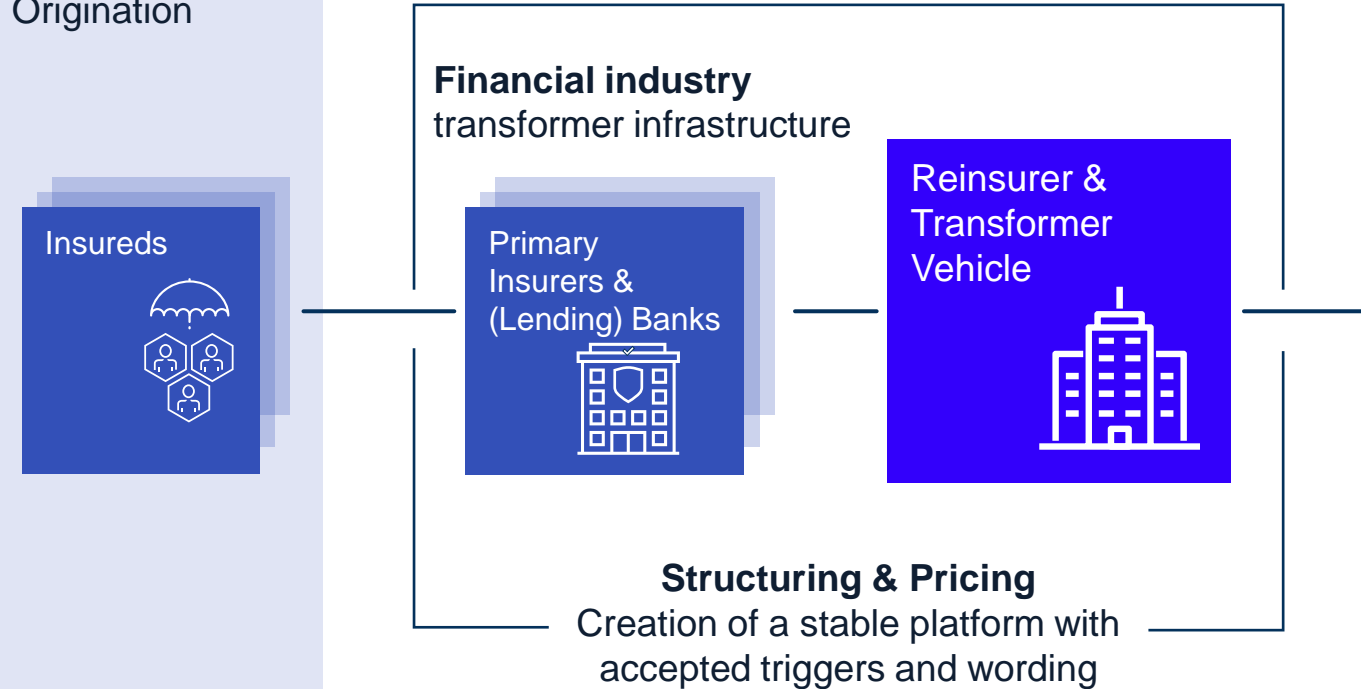 Origination
Financial industry
transformer infrastructure
Insureds
Primary
Insurers &
(Lending) Banks
Reinsurer &
Transformer
Vehicle
Structuring & Pricing
Creation of a stable platform with
accepted triggers and wording